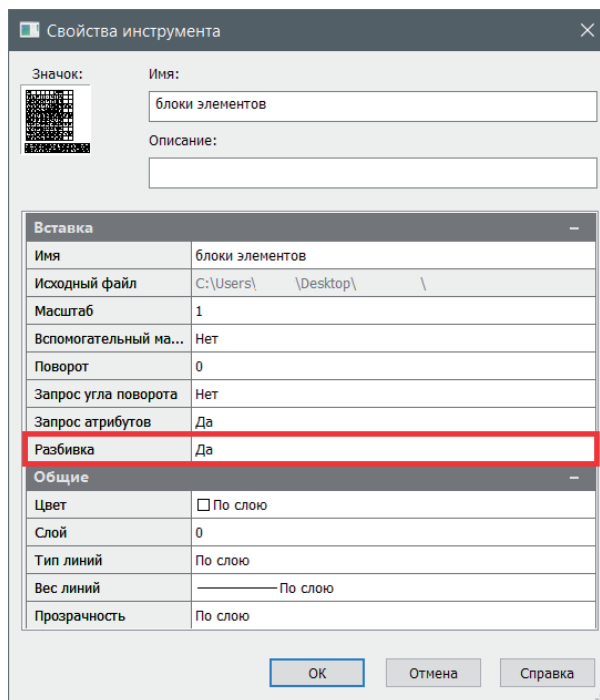 Свойства инструмента
Значок: Имя:
блоки элементов
Описание:
Вставка
Имя блоки элементов
Исходный файл C:\Users\ \Desktop\ \
Масштаб 1
Вспомогательный ма... Нет
Поворот 0
Запрос угла поворота Нет
Запрос атрибутов Да
Разбивка Да
Общие
Цвет По слою
Слой 0
Тип линий По слою
Вес линий По слою
Прозрачность По слою
ОК Отмена Справка